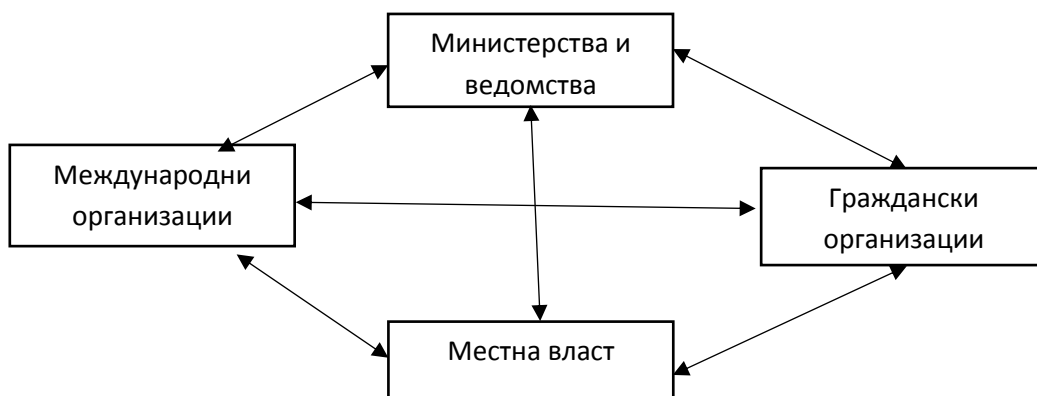 Министерства и
ведомства
Международни
организации
Граждански
организации
Местна власт